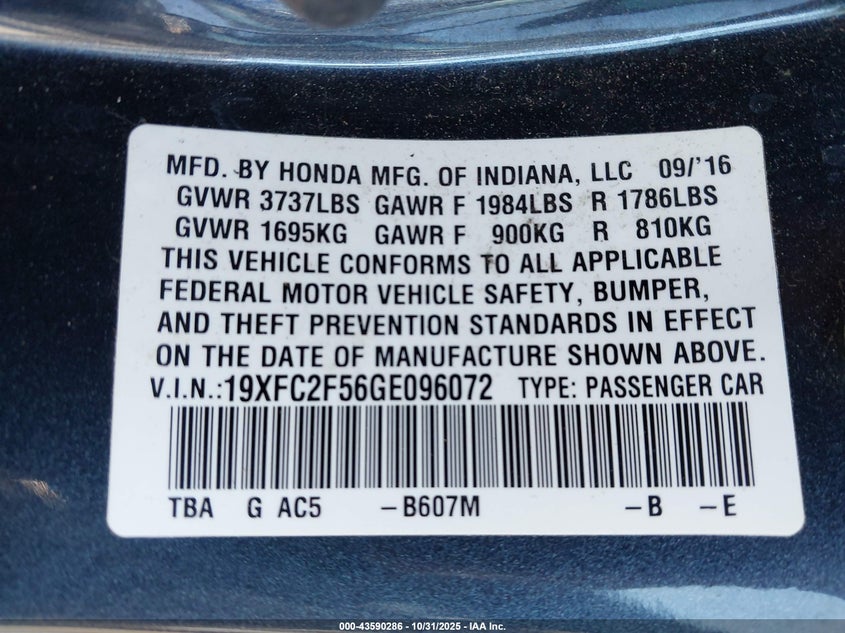 MFD. BY HONDA MFG. OF INDIANA, LLC 09/'16
GVWR 3737LBS GAWR F 1984LBS R 1786LBS
GVWR 1695KG GAWR F 900KG R 810KG
THIS VEHICLE CONFORMS TO ALL APPLICABLE
FEDERAL MOTOR VEHICLE SAFETY, BUMPER,
AND THEFT PREVENTION STANDARDS IN EFFECT
ON THE DATE OF MANUFACTURE SHOWN ABOVE.
V.I.N.:19XFC2F56GE096072 TYPE: PASSENGER CAR
TBA G AC5 -B607M -B -E
000-43590286 - 10/31/2025 - IAA Inc.